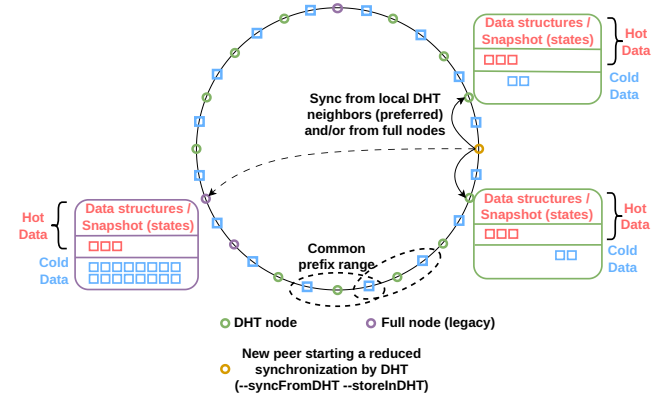 Data structures /
Snapshot (states)
Hot
Data
Cold
Data
Sync from local DHT
neighbors (preferred)
and/or from full nodes
Data structures /
Snapshot (states)
Hot
Data
Cold
Data
Data structures /
Snapshot (states)
Hot
Data
Cold
Data
Common
prefix range
DHT node
Full node (legacy)
New peer starting a reduced
synchronization by DHT
(--syncFromDHT --storeInDHT)